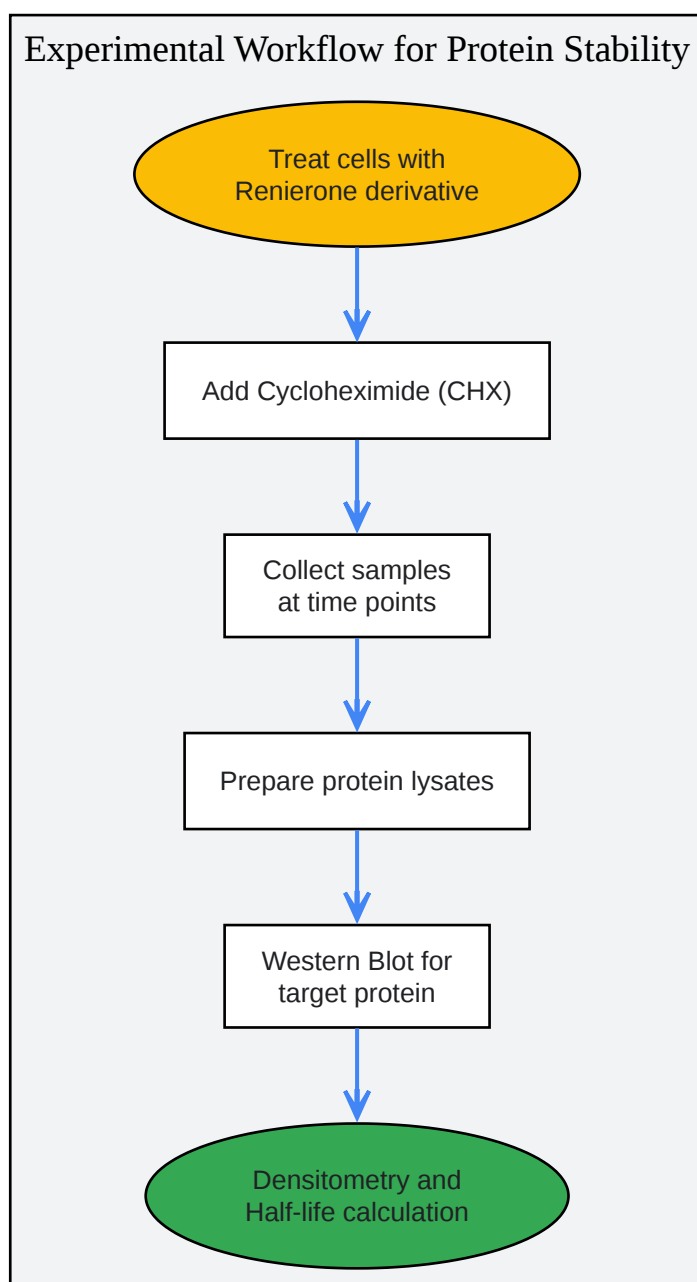 Experimental Workflow for Protein Stability
Treat cells with
Renierone derivative
Add Cycloheximide (CHX)
Collect samples
at time points
Prepare protein lysates
Western Blot for
target protein
Densitometry and
Half-life calculation